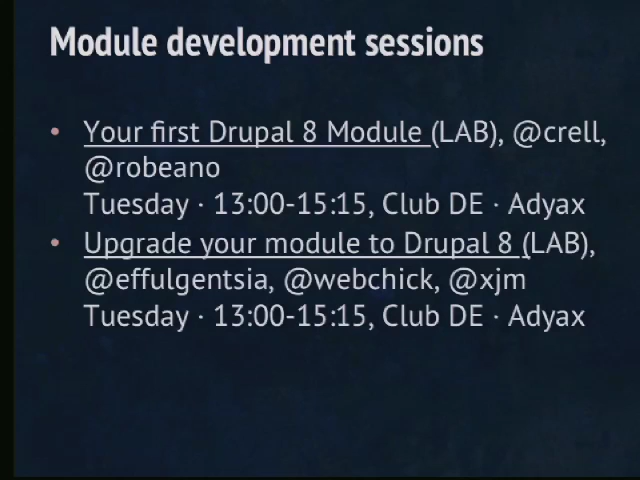 Module development sessions
• Your first Drupal 8 Module (LAB), @crell,
@robeano
Tuesday · 13:00-15:15, Club DE · Adyax
• Upgrade your module to Drupal 8 (LAB),
@effulgentsia, @webchick, @xjm
Tuesday · 13:00-15:15, Club DE · Adyax